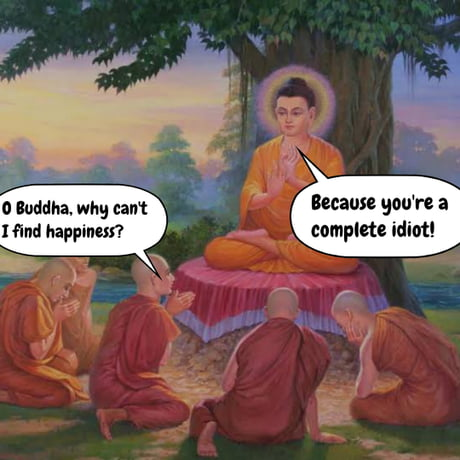 O Buddha, why can't
I find happiness?
Because you're a
complete idiot!